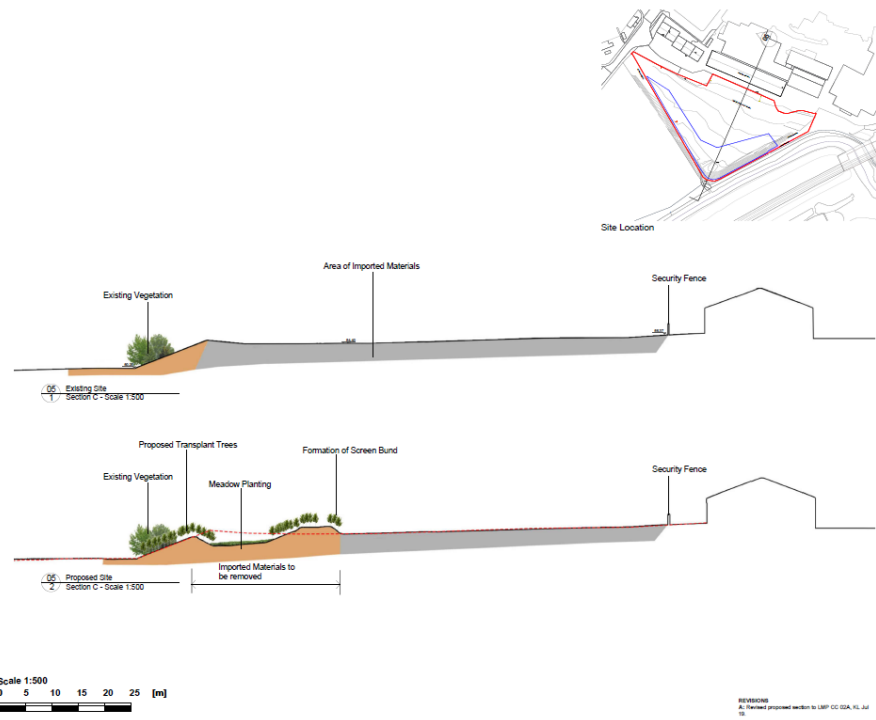 Site Location
Area of Imported Materials
Existing Vegetation
Security Fence
05
1
Existing Site
Section C - Scale 1:500
Proposed Transplant Trees
Formation of Screen Bund
Existing Vegetation
Meadow Planting
Security Fence
05
2
Proposed Site
Section C - Scale 1:500
Imported Materials to
be removed
Scale 1:500
0 5 10 15 20 25 [m]
REVISIONS
A: Revised proposed section to LMP CC 02A, KL Jul
18